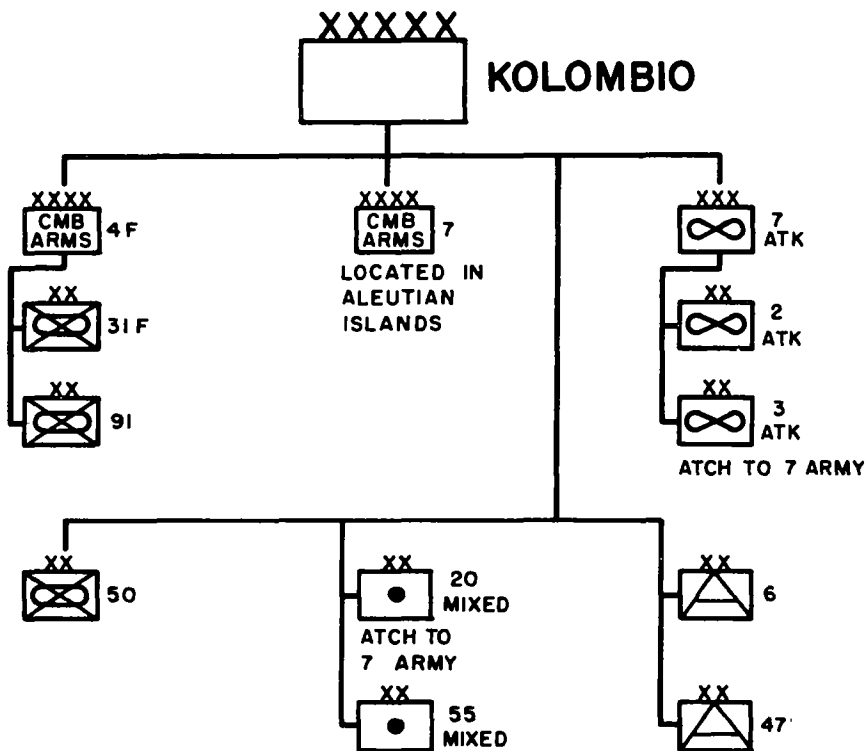 XXXXX
KOLOMBIO
XXXX
CMB
ARMS
4F
XXXX
CMB
ARMS
7
LOCATED IN
ALEUTIAN
ISLANDS
XXX
7
ATK
XX
31F
XX
2
ATK
XX
91
XX
3
ATK
ATCH TO 7 ARMY
XX
50
XX
20
MIXED
ATCH TO
7 ARMY
XX
55
MIXED
XX
6
XX
47